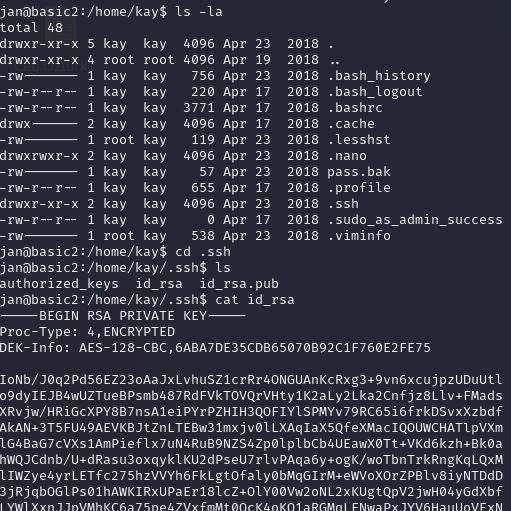 jan@basic2:/home/kay$ ls -la
total 48
drwxr-xr-x 5 kay  kay  4096 Apr 23  2018 .
drwxr-xr-x 4 root root 4096 Apr 19  2018 ..
-rw------- 1 kay  kay   756 Apr 23  2018 .bash_history
-rw-r--r-- 1 kay  kay   220 Apr 17  2018 .bash_logout
-rw-r--r-- 1 kay  kay  3771 Apr 17  2018 .bashrc
drwx------ 2 kay  kay  4096 Apr 17  2018 .cache
-rw------- 1 root kay   119 Apr 23  2018 .lesshst
drwxrwxr-x 2 kay  kay  4096 Apr 23  2018 .nano
-rw------- 1 kay  kay    57 Apr 23  2018 pass.bak
-rw-r--r-- 1 kay  kay   655 Apr 17  2018 .profile
drwxr-xr-x 2 kay  kay  4096 Apr 23  2018 .ssh
-rw-r--r-- 1 kay  kay     0 Apr 17  2018 .sudo_as_admin_success
-rw------- 1 root kay   538 Apr 23  2018 .viminfo
jan@basic2:/home/kay$ cd .ssh
jan@basic2:/home/kay/.ssh$ ls
authorized_keys  id_rsa  id_rsa.pub
jan@basic2:/home/kay/.ssh$ cat id_rsa
-----BEGIN RSA PRIVATE KEY-----
Proc-Type: 4,ENCRYPTED
DEK-Info: AES-128-CBC,6ABA7DE35CDB65070B92C1F760E2FE75

IoNb/J0q2Pd56EZ23oAaJxLvhuSZ1crRr4ONGUAnKcRxg3+9vn6xcujpzUDuUtl
o9dyIEJB4wUZTueBPsmb487RdFVkTOVQrVHty1K2aLy2Lka2Cnfjz8Llv+FMads
XRvjw/HRiGcXPY8B7nsA1eiPYrPZHIH3QOFIYlSPMYv79RC65i6frkDSvxXzbdf
AkAN+3T5FU49AEVKBJtZnLTEBw31mxjv0lLXAqIaX5QfeXMacIQOUWCHATlpVXm
lG4BaG7cVXs1AmPieflx7uN4RuB9NZS4Zp0lplbCb4UEawX0Tt+VKd6kzh+Bk0a
hWQJCdnb/U+dRasu3oxqyklKU2dPseU7rlvPAqa6y+ogK/woTbnTrkRngKqLQxM
lIWZye4yrLETfc275hzVVYh6FkLgtOfaly0bMqGIrM+eWVoXOrZPBlv8iyNTDdD
3jRjqbOGlPs01hAWKIRxUPaEr18lcZ+OlY00Vw2oNL2xKUgtQpV2jwH04yGdXbf
LYWlXxnJJpVMhKC6a75pe4ZVxfmMt0QcK4oKO1aRGMqLFNwaPxJYV6HauUoVExN